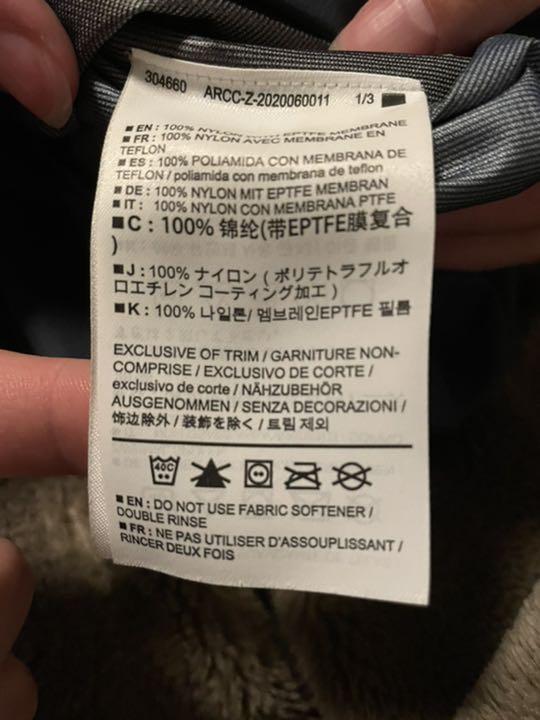 304660 ARCC-Z-2020060011 1/3
■ EN : 100% NYLON WITH EPTFE MEMBRANE
■ FR : 100% NYLON AVEC MEMBRANE EN
TEFLON
■ ES : 100% POLIAMIDA CON MEMBRANA DE
TEFLON / poliamida con membrana de teflon
■ DE : 100% NYLON MIT EPTFE MEMBRAN
■ IT : 100% NYLON CON MEMBRANA PTFE
■ C : 100% 锦纶(带EPTFE膜复合
)
■ J : 100% ナイロン ( ポリテトラフルオ
ロエチレン コーティング加工 )
■ K : 100% 나일론/ 멤브레인EPTFE 필름
EXCLUSIVE OF TRIM / GARNITURE NON-
COMPRISE / EXCLUSIVO DE CORTE /
exclusivo de corte / NÄHZUBEHÖR
AUSGENOMMEN / SENZA DECORAZIONI /
饰边除外 / 装飾を除く / 트림 제외
40C
■ EN : DO NOT USE FABRIC SOFTENER /
DOUBLE RINSE
■ FR : NE PAS UTILISER D'ASSOUPLISSANT /
RINCER DEUX FOIS